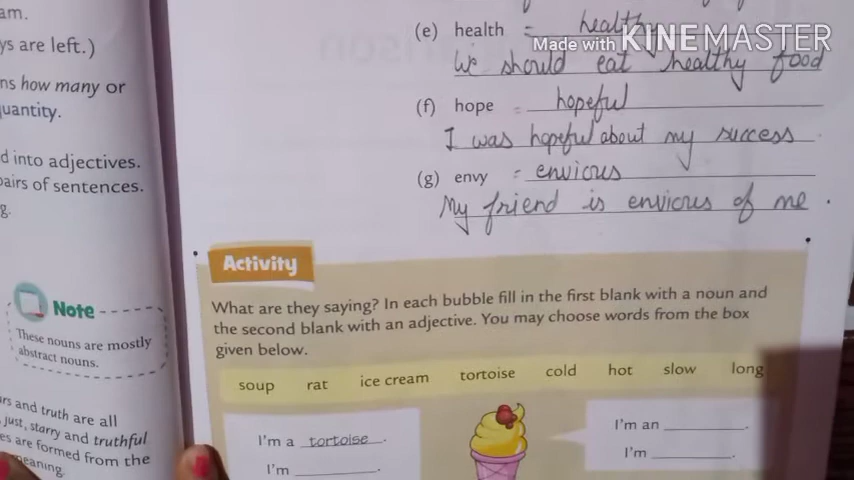 am.
ys are left.)
ns how many or
quantity.
d into adjectives.
pairs of sentences.
g.
Note
These nouns are mostly
abstract nouns.
rs and truth are all
just, starry and truthful
es are formed from the
meaning.
(e) health = healthy
Made with KINEMASTER
We should eat healthy food
(f) hope = hopeful
I was hopeful about my success
(g) envy = envious
My friend is envious of me.
Activity
What are they saying? In each bubble fill in the first blank with a noun and
the second blank with an adjective. You may choose words from the box
given below.
soup rat ice cream tortoise cold hot slow long
I'm a tortoise.
I'm ________.
I'm an ________.
I'm ________.